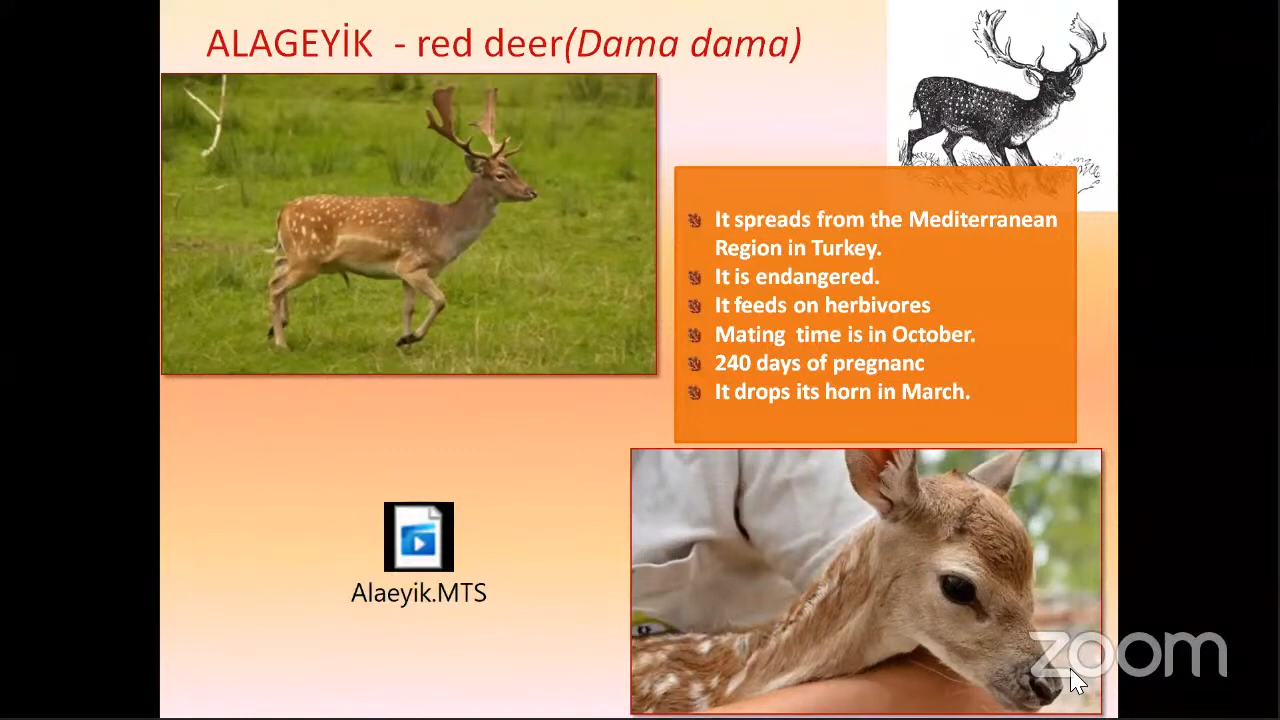 ALAGEYİK - red deer(Dama dama)
It spreads from the Mediterranean
Region in Turkey.
It is endangered.
It feeds on herbivores
Mating time is in October.
240 days of pregnanc
It drops its horn in March.
Alaeyik.MTS
zoom